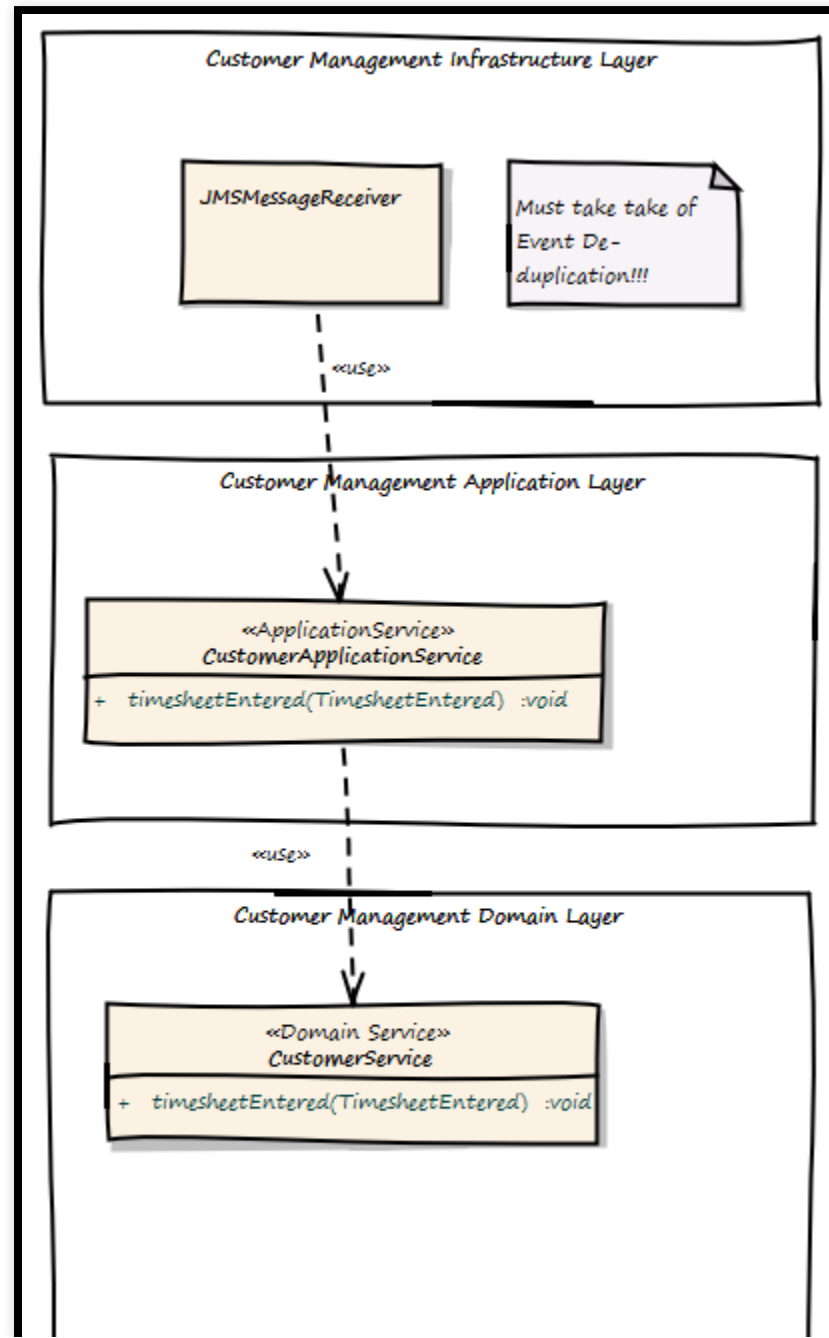 Customer Management Infrastructure Layer
JMSMessageReceiver
Must take take of
Event De-
duplication!!!
«use»
Customer Management Application Layer
«ApplicationService»
CustomerApplicationService
+ timesheetEntered(TimesheetEntered) :void
«use»
Customer Management Domain Layer
«Domain Service»
CustomerService
+ timesheetEntered(TimesheetEntered) :void